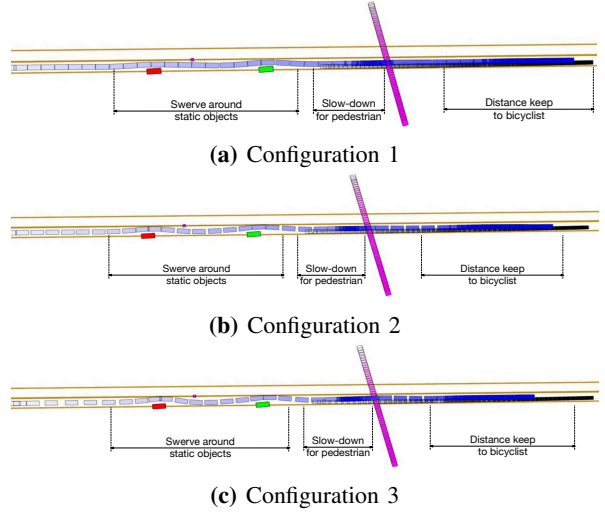 Swerve around
static objects
Slow-down
for pedestrian
Distance keep
to bicyclist
(a) Configuration 1
Swerve around
static objects
Slow-down
for pedestrian
Distance keep
to bicyclist
(b) Configuration 2
Swerve around
static objects
Slow-down
for pedestrian
Distance keep
to bicyclist
(c) Configuration 3